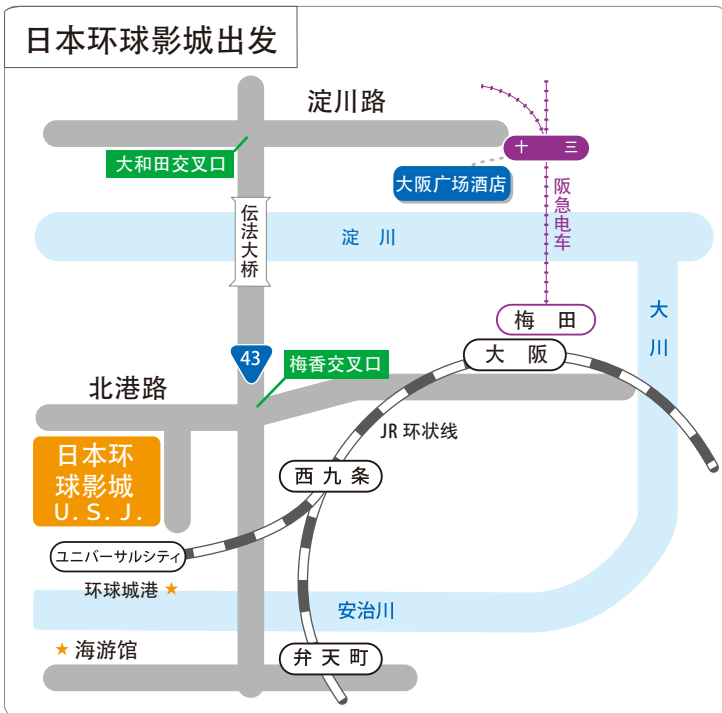 日本环球影城出发
淀川路
十 三
大和田交叉口
大阪广场酒店
阪急电车
伝法大桥
淀 川
大川
梅 田
大 阪
43
梅香交叉口
北港路
JR 环状线
日本环
球影城
U. S. J.
西 九 条
ユニバーサルシティ
环球城港 ★
安治川
★ 海游馆
弁 天 町